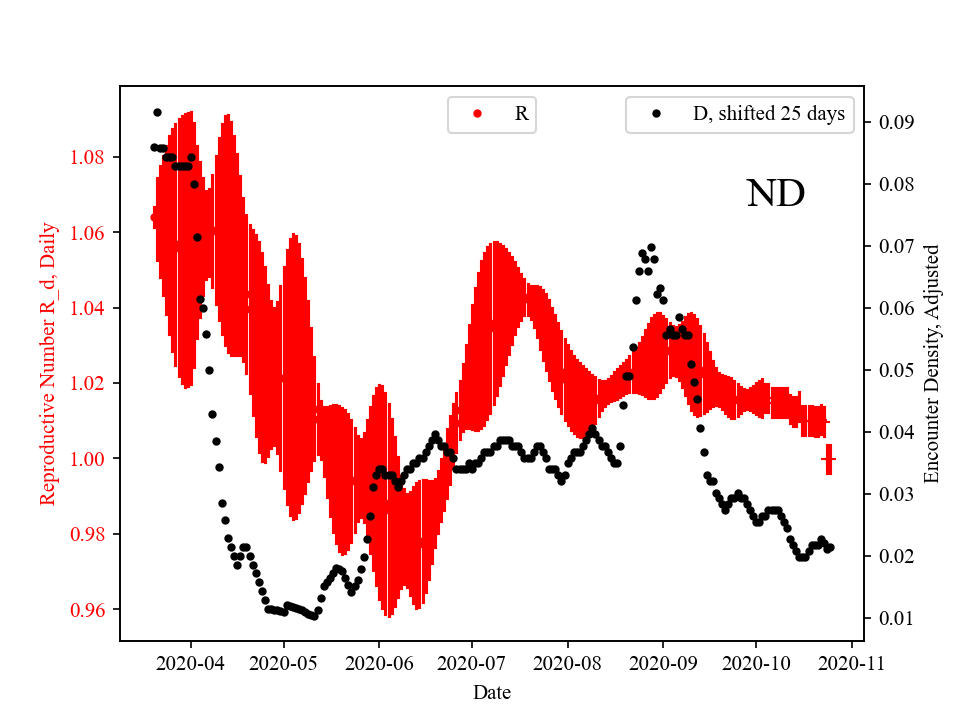 R
D, shifted 25 days
ND
Reproductive Number R_d, Daily
1.08
1.06
1.04
1.02
1.00
0.98
0.96
0.09
0.08
0.07
0.06
0.05
0.04
0.03
0.02
0.01
Encounter Density, Adjusted
2020-04 2020-05 2020-06 2020-07 2020-08 2020-09 2020-10 2020-11
Date